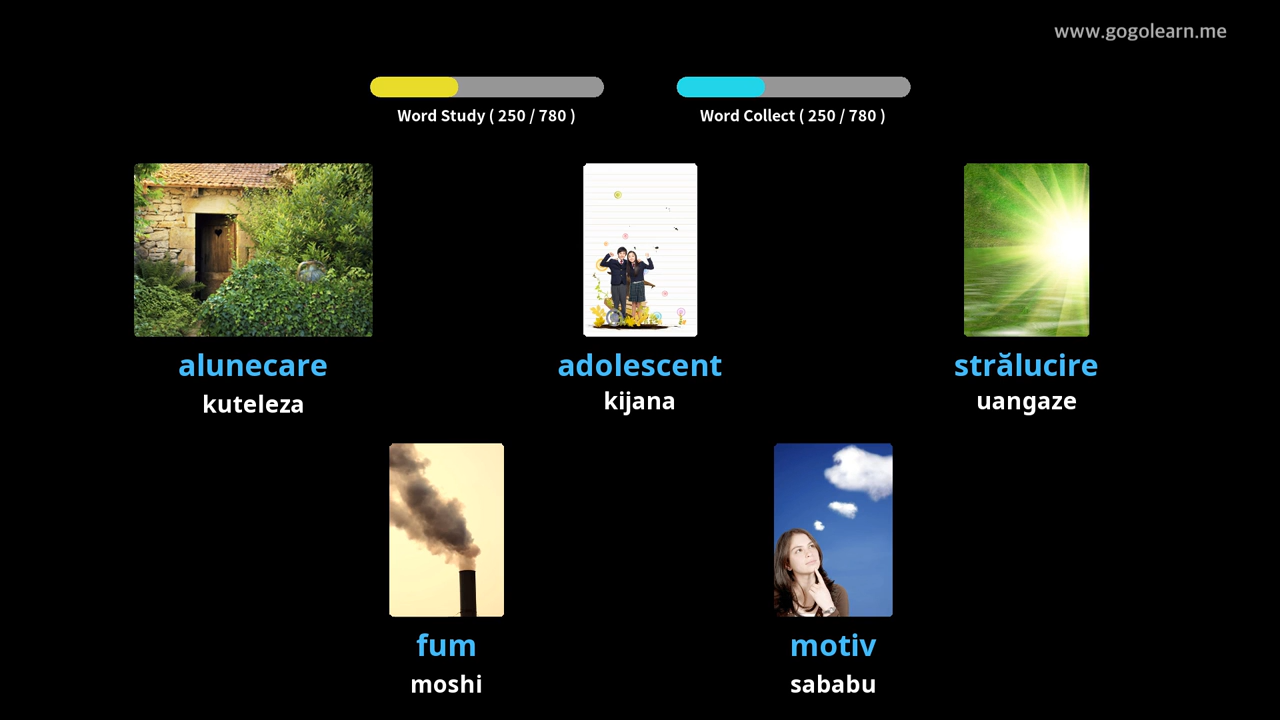 www.gogolearn.me
Word Study ( 250 / 780 )
Word Collect ( 250 / 780 )
alunecare
kuteleza
adolescent
kijana
strălucire
uangaze
fum
moshi
motiv
sababu